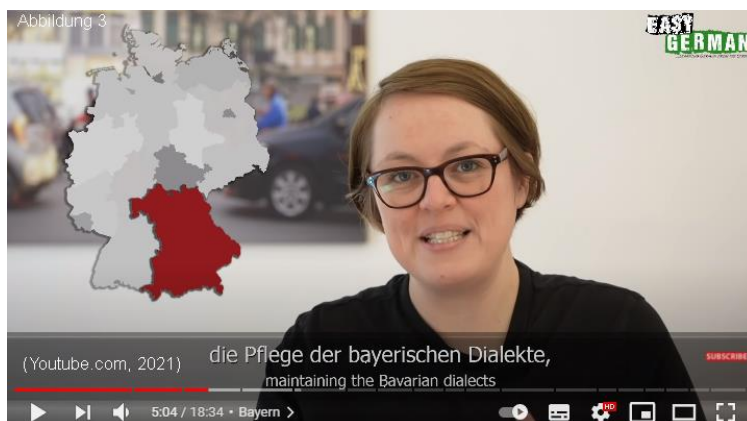 Abbildung 3
EASY
GERMAN
die Pflege der bayerischen Dialekte,
(Youtube.com, 2021)
maintaining the Bavarian dialects
SUBSCRIBE
5:04 / 18:34 • Bayern >
HD